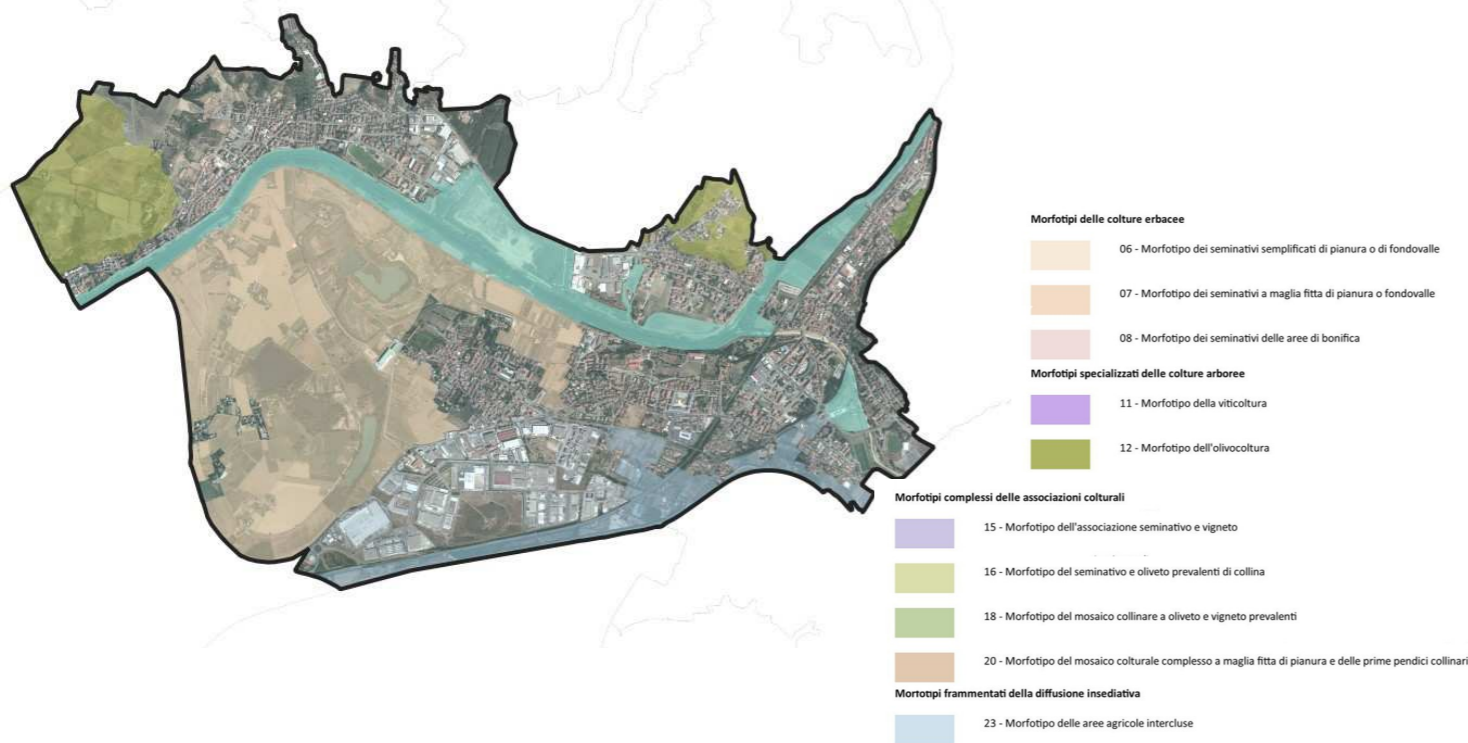 Morfotipi delle colture erbacee
06 - Morfotipo dei seminativi semplificati di pianura o di fondovalle
07 - Morfotipo dei seminativi a maglia fitta di pianura o fondovalle
08 - Morfotipo dei seminativi delle aree di bonifica
Morfotipi specializzati delle colture arboree
11 - Morfotipo della viticoltura
12 - Morfotipo dell'olivocoltura
Morfotipi complessi delle associazioni colturali
15 - Morfotipo dell'associazione seminativo e vigneto
16 - Morfotipo del seminativo e oliveto prevalenti di collina
18 - Morfotipo del mosaico collinare a oliveto e vigneto prevalenti
20 - Morfotipo del mosaico colturale complesso a maglia fitta di pianura e delle prime pendici collinari
Morfotipi frammentati della diffusione insediativa
23 - Morfotipo delle aree agricole intercluse